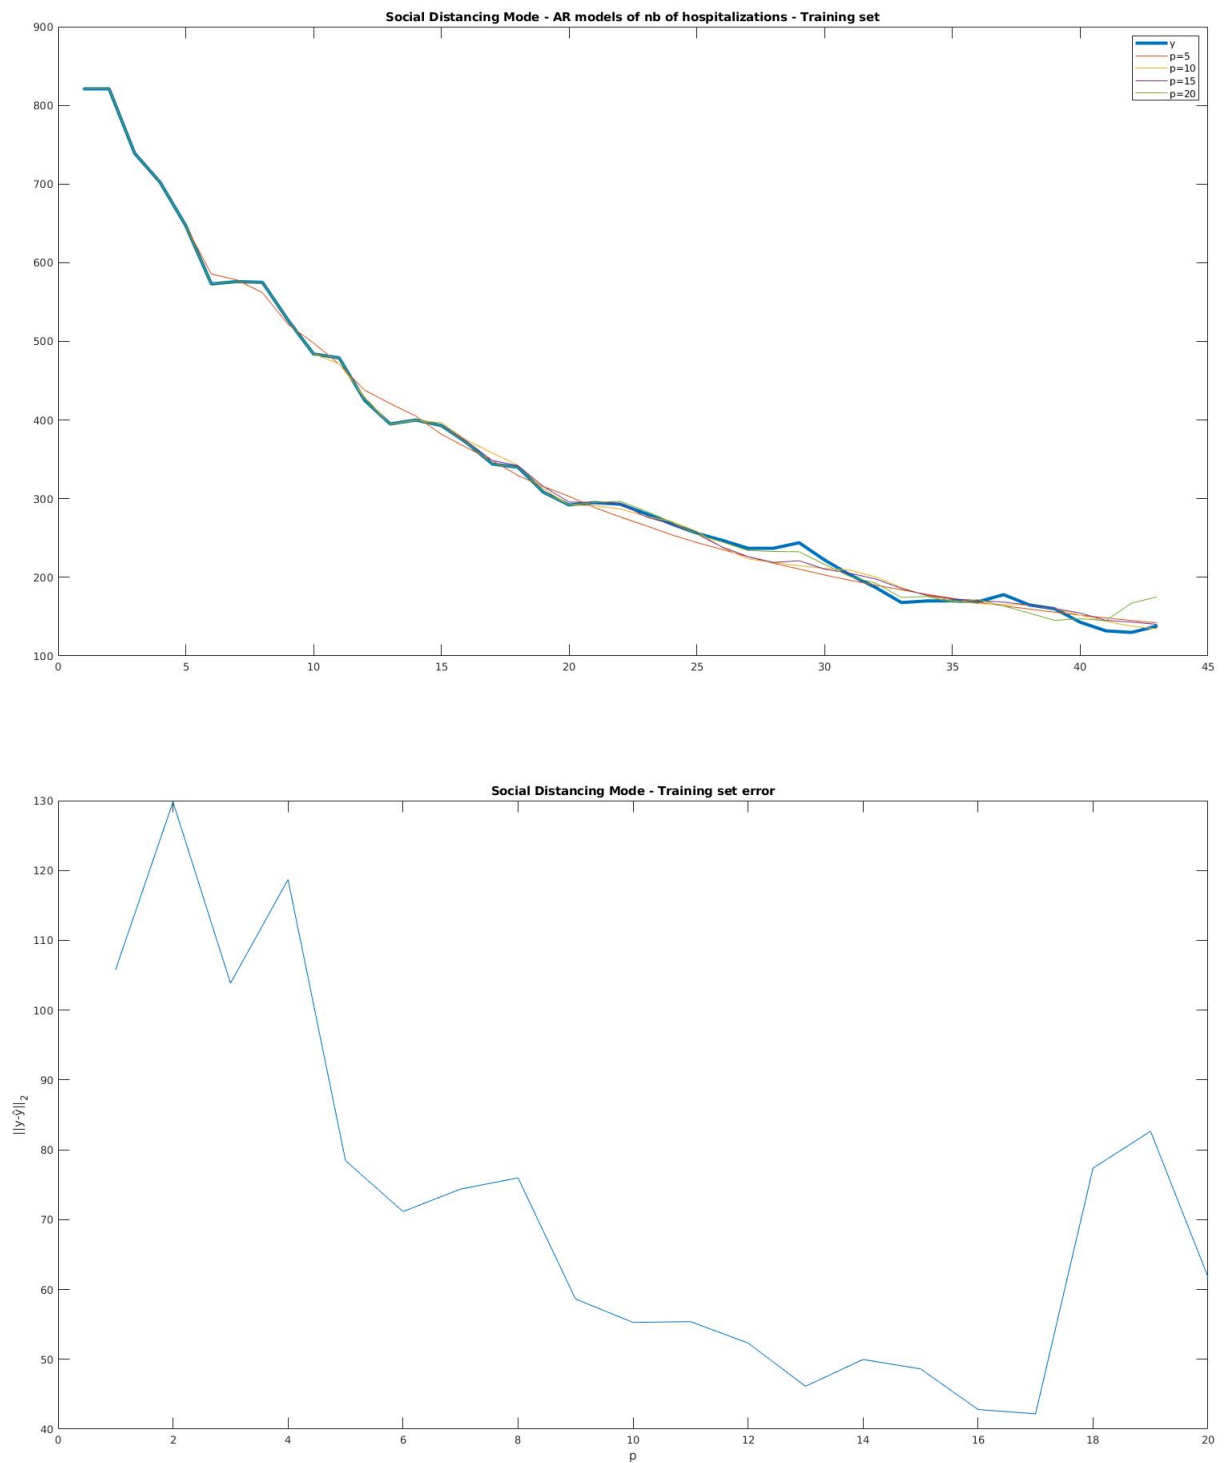 Social Distancing Mode - AR models of nb of hospitalizations - Training set
900
800
700
600
500
400
300
200
100
0 5 10 15 20 25 30 35 40 45
y
p=5
p=10
p=15
p=20
Social Distancing Mode - Training set error
130
120
110
100
90
80
70
60
50
40
||y-ŷ||₂
0 2 4 6 8 10 12 14 16 18 20
p